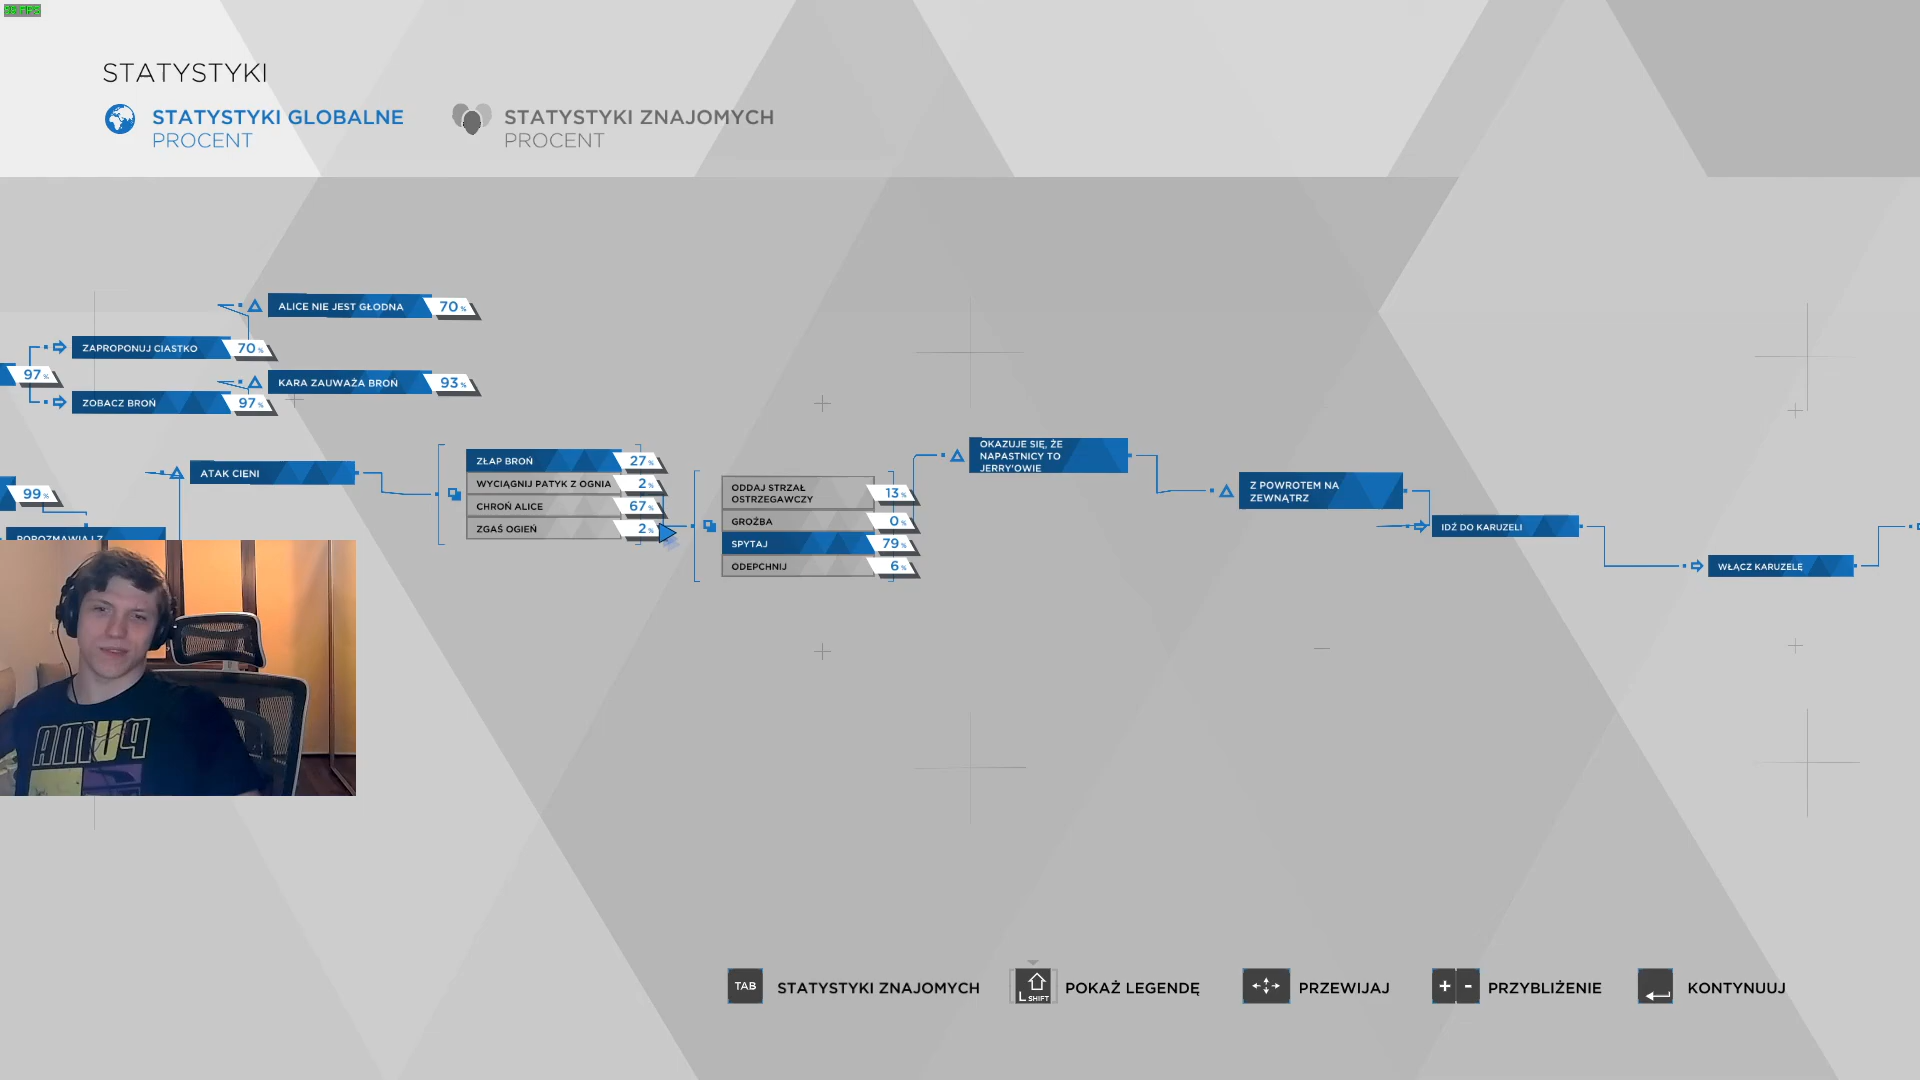 STATYSTYKI
STATYSTYKI GLOBALNE
PROCENT
STATYSTYKI ZNAJOMYCH
PROCENT
ALICE NIE JEST GŁODNA 70%
ZAPROPONUJ CIASTKO 70%
97%
KARA ZAUWAŻA BROŃ 93%
ZOBACZ BROŃ 97%
ATAK CIENI
99%
POROZMAWIAJ Z
ZŁAP BROŃ 27%
WYCIĄGNIJ PATYK Z OGNIA 2%
CHROŃ ALICE 67%
ZGAŚ OGIEŃ 2%
ODDAJ STRZAŁ
OSTRZEGAWCZY 13%
GROŹBA 0%
SPYTAJ 79%
ODEPCHNIJ 6%
OKAZUJE SIĘ, ŻE
NAPASTNICY TO
JERRY'OWIE
Z POWROTEM NA
ZEWNĄTRZ
IDŹ DO KARUZELI
WŁĄCZ KARUZELĘ
AMUP
TAB STATYSTYKI ZNAJOMYCH
L SHIFT POKAŻ LEGENDĘ
PRZEWIJAJ
+ - PRZYBLIŻENIE
KONTYNUUJ